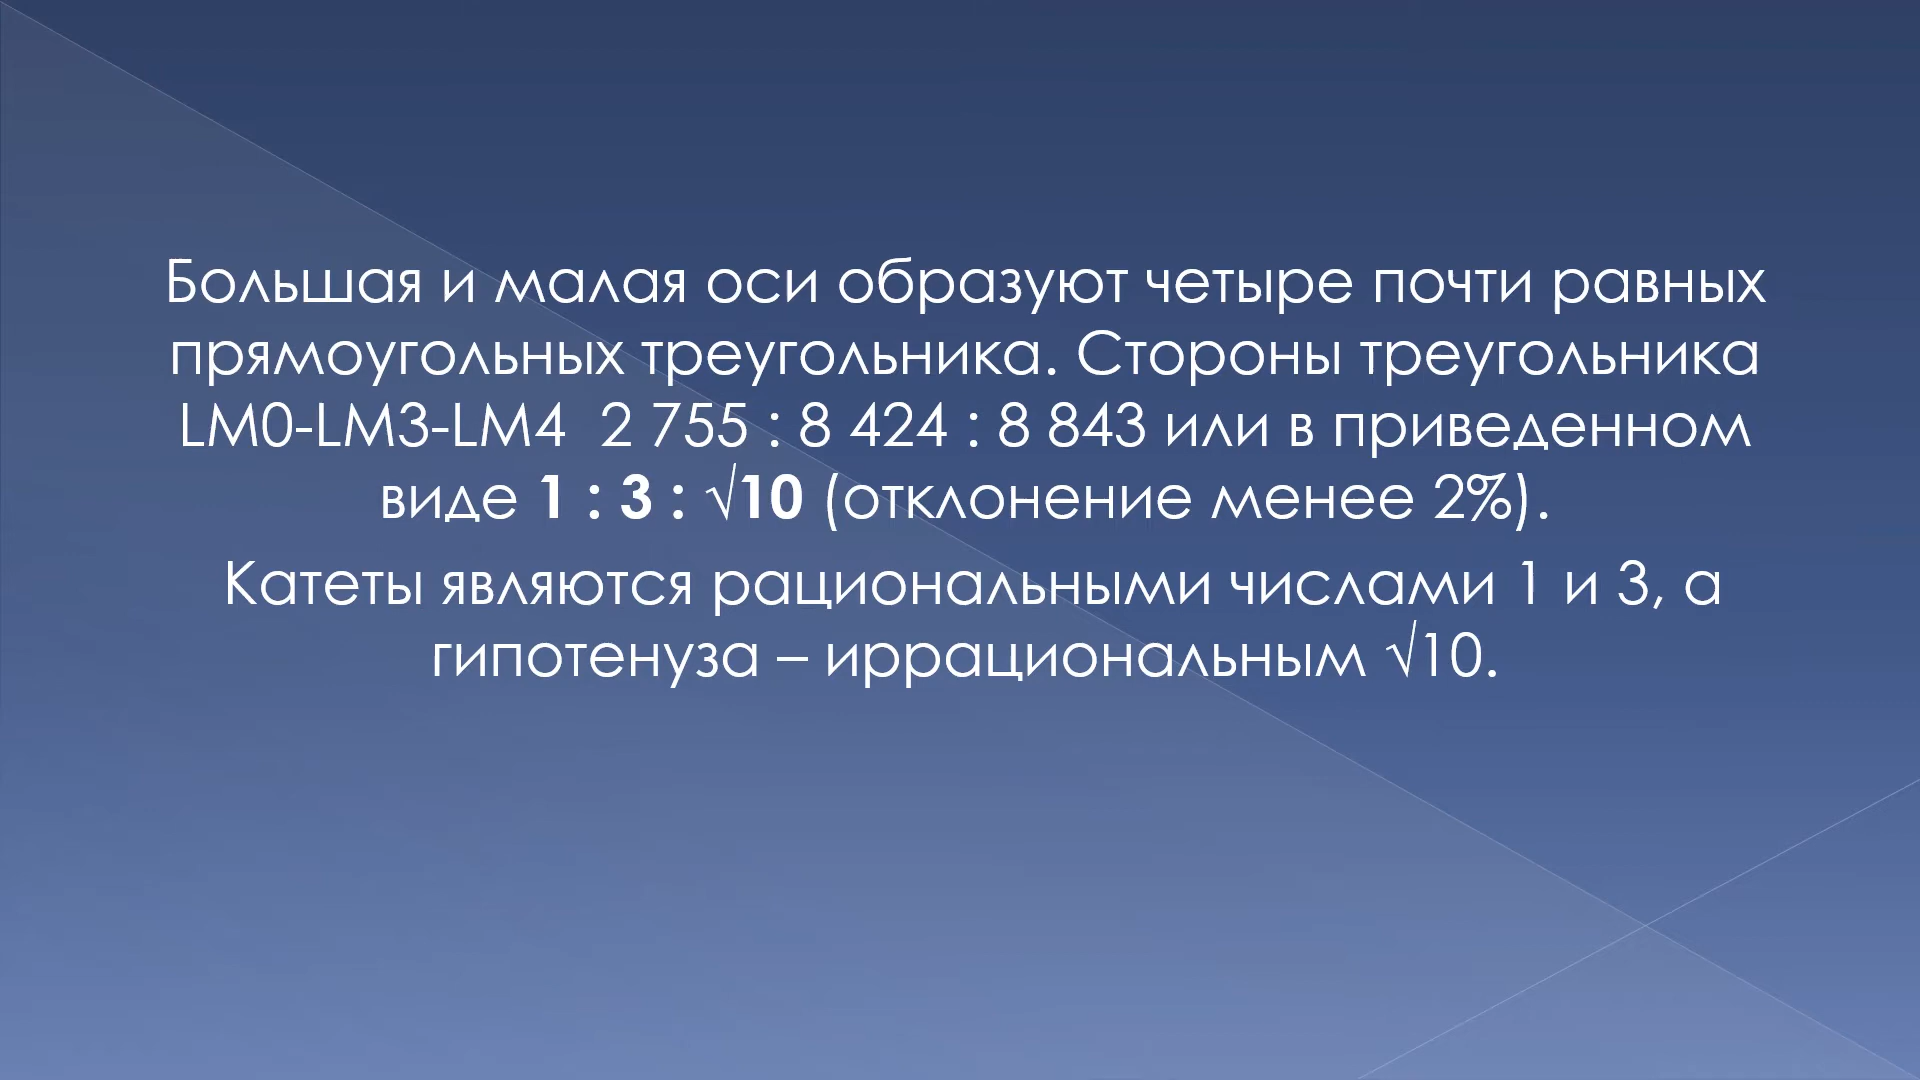 Большая и малая оси образуют четыре почти равных
прямоугольных треугольника. Стороны треугольника
LM0-LM3-LM4  2 755 : 8 424 : 8 843 или в приведенном
виде 1 : 3 : √10 (отклонение менее 2%).
Катеты являются рациональными числами 1 и 3, а
гипотенуза – иррациональным √10.